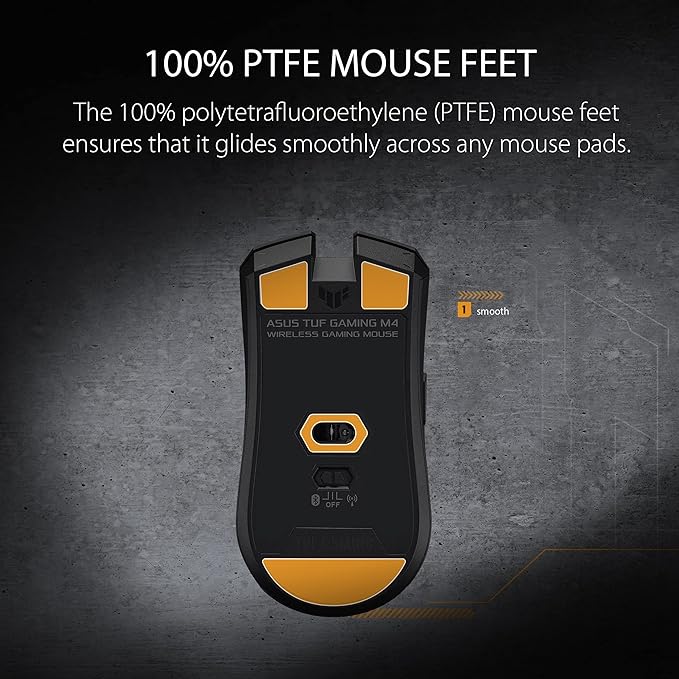 100% PTFE MOUSE FEET
The 100% polytetrafluoroethylene (PTFE) mouse feet
ensures that it glides smoothly across any mouse pads.
1 smooth
ASUS TUF GAMING M4
WIRELESS GAMING MOUSE
OFF